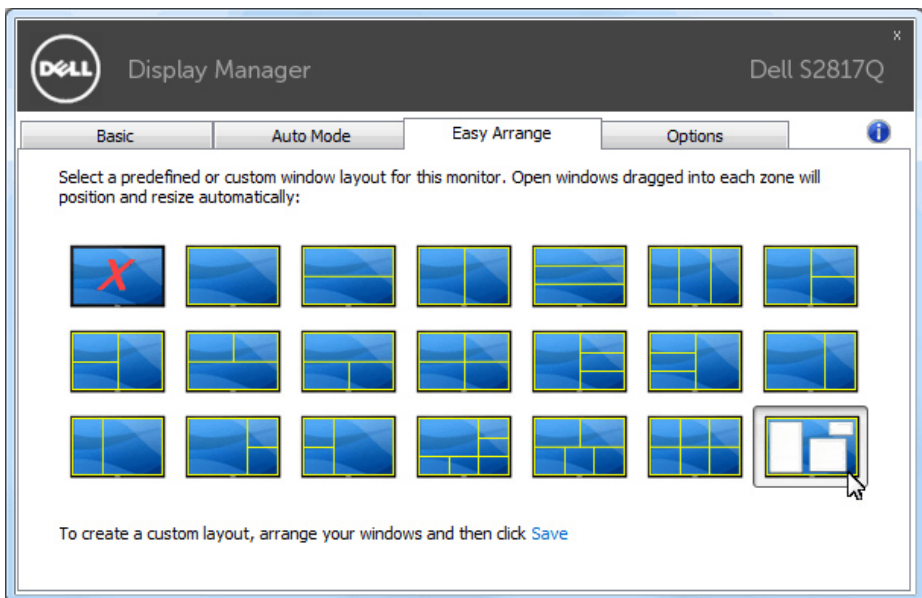 x
DELL
Display Manager
Dell S2817Q
Basic
Auto Mode
Easy Arrange
Options
i
Select a predefined or custom window layout for this monitor. Open windows dragged into each zone will
position and resize automatically:
X
To create a custom layout, arrange your windows and then click Save